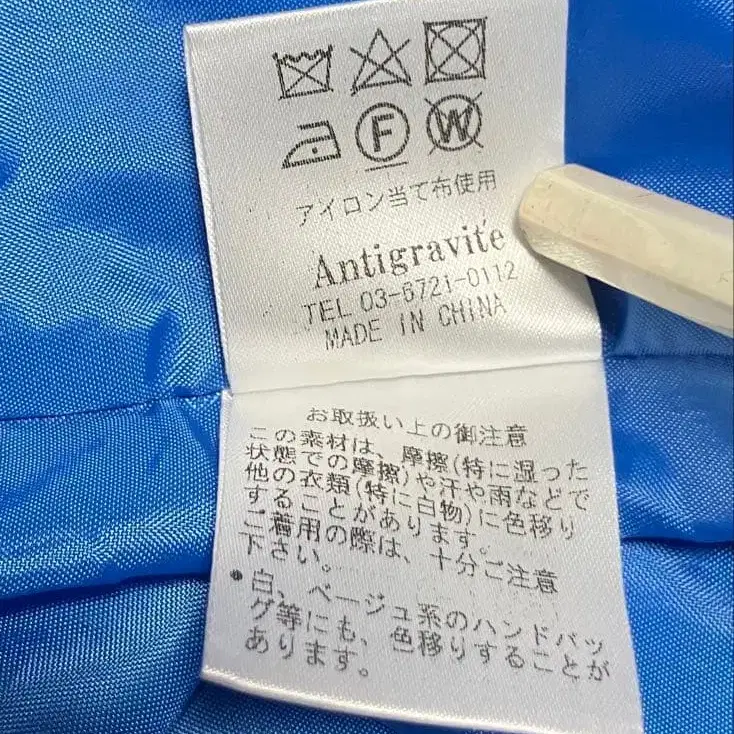 F W
アイロン当て布使用
Antigravité
TEL 03-6721-0112
MADE IN CHINA
お取扱い上の御注意
この素材は、摩擦(特に湿った
状態での摩擦)や汗や雨などで
他の衣類(特に白物)に色移り
することがあります。
ご着用の際は、十分ご注意
下さい。
●白、ベージュ系のハンドバッ
グ等にも、色移りすることが
あります。